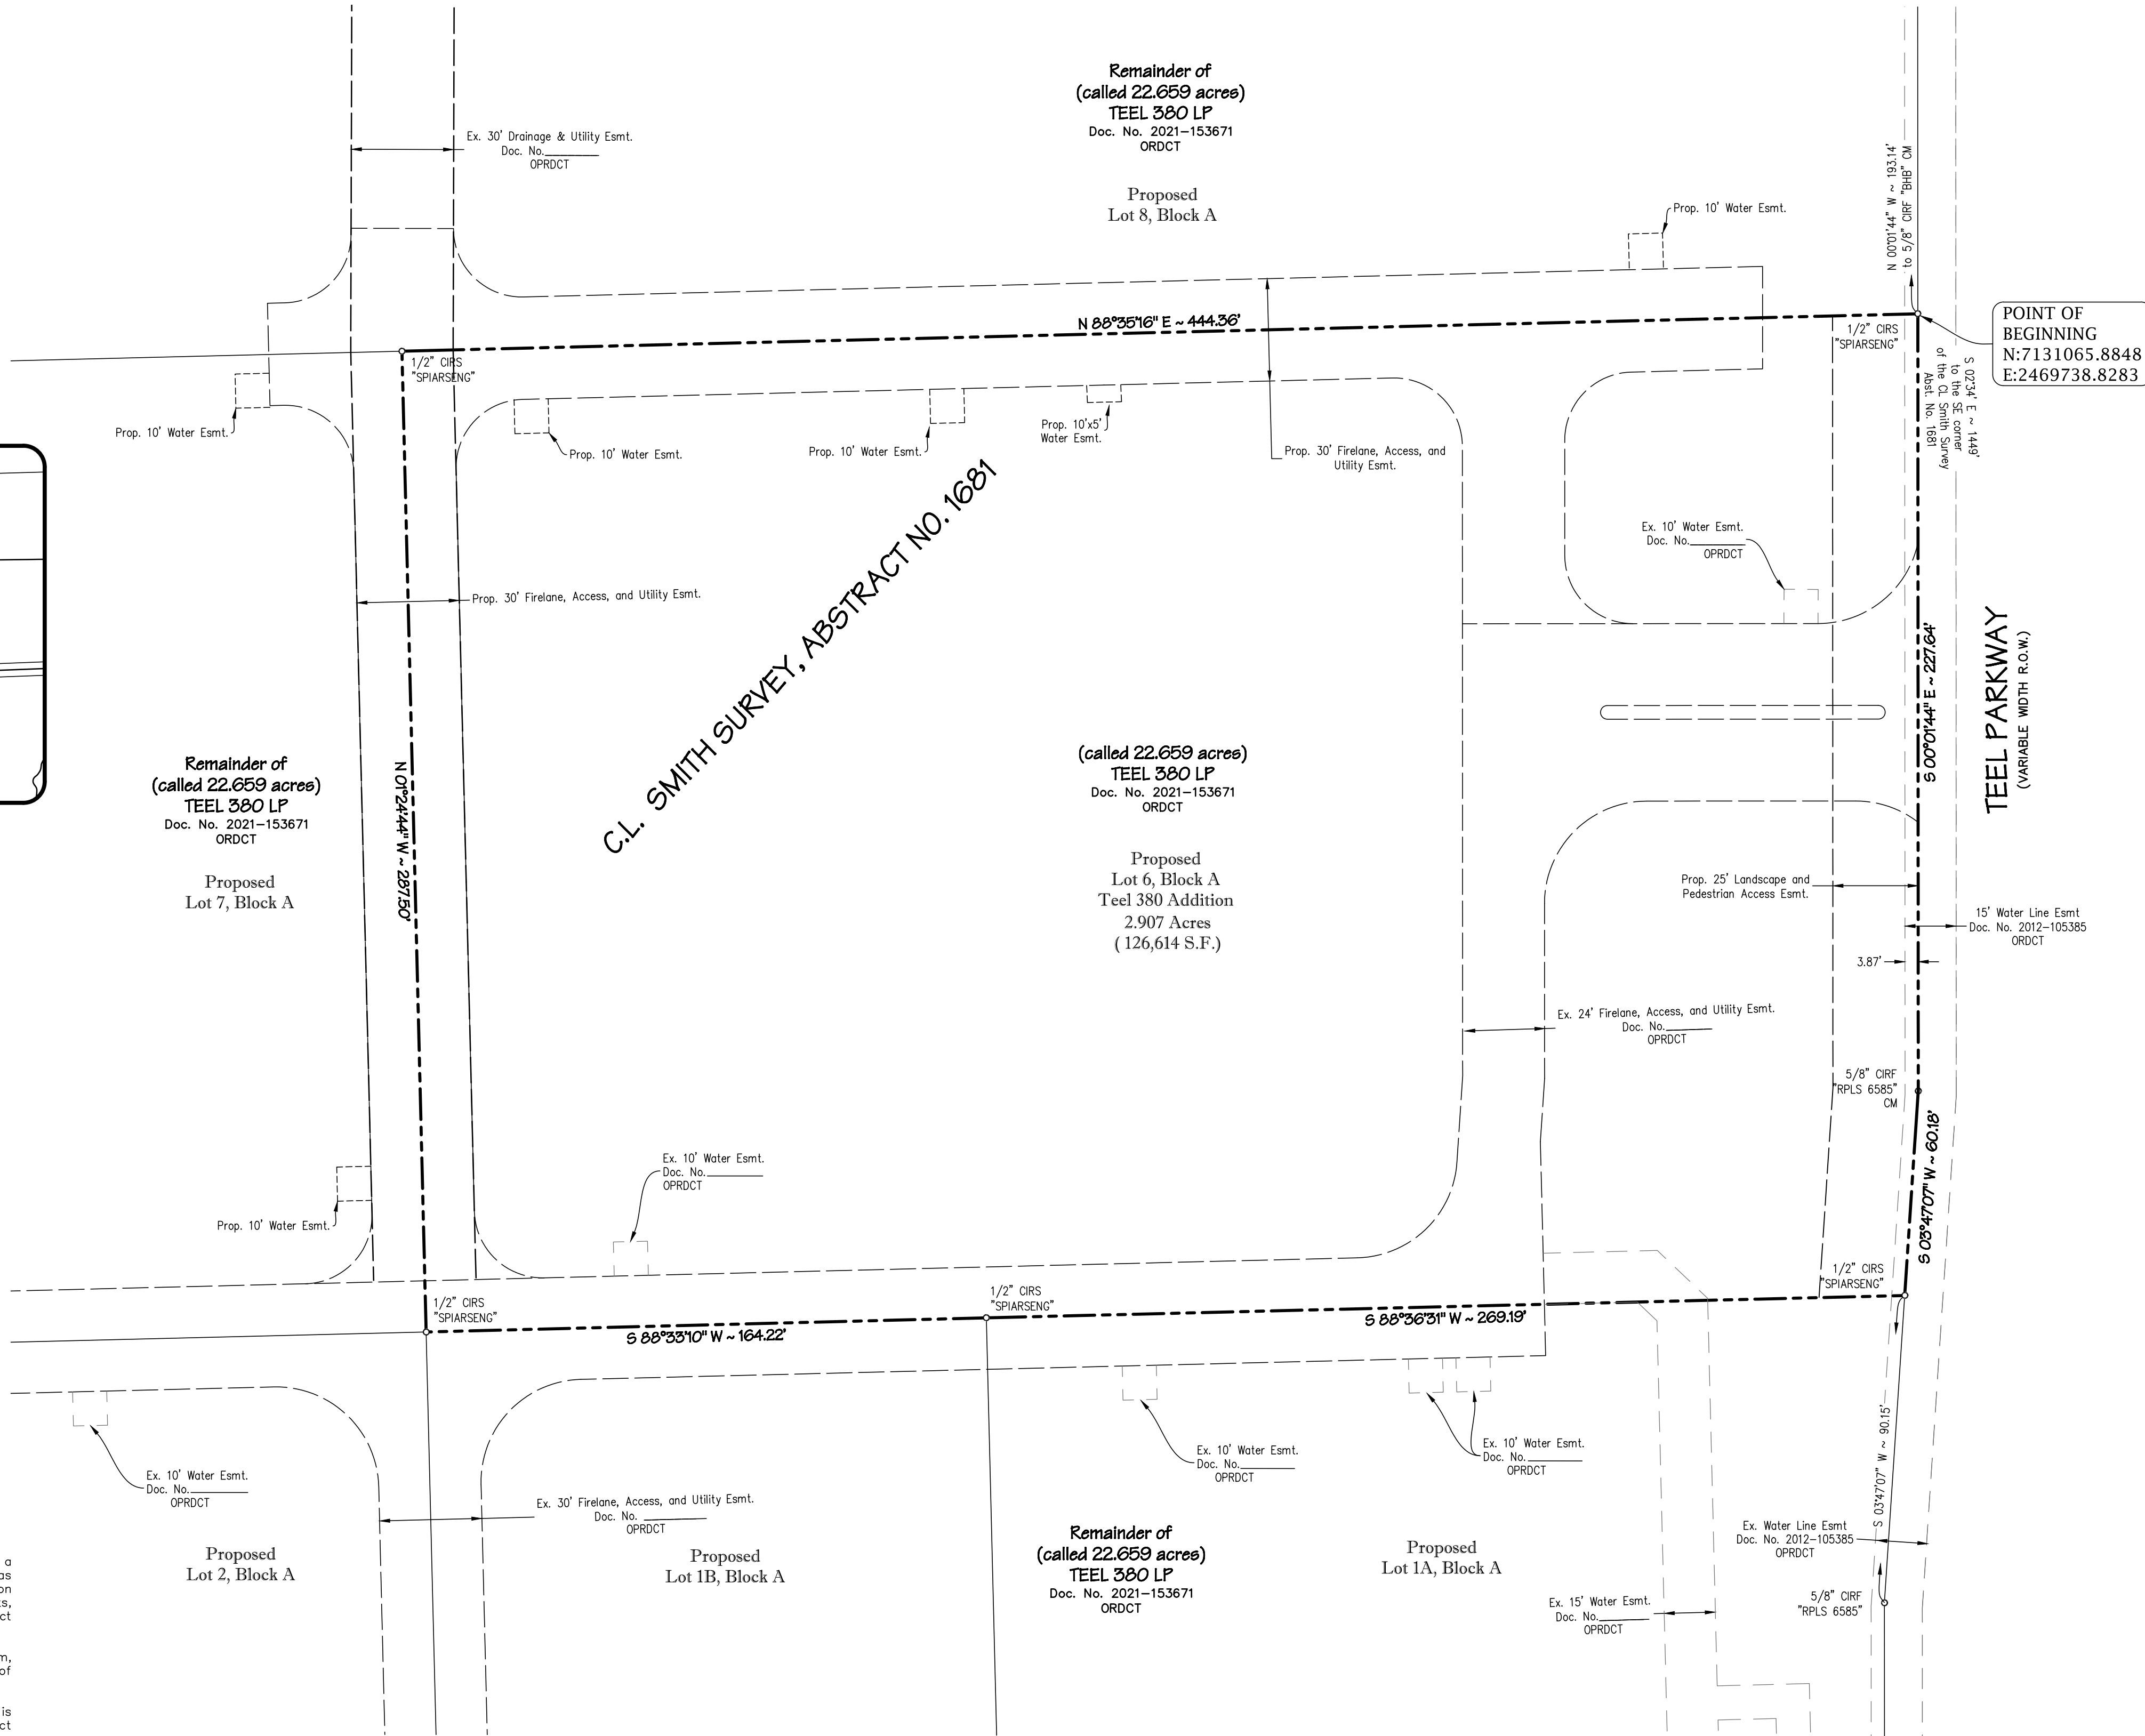 Remainder of
(called 22.659 acres)
TEEL 380 LP
Doc. No. 2021-153671
ORDCT
Proposed
Lot 8, Block A
Ex. 30' Drainage & Utility Esmt.
Doc. No.
OPRDCT
Prop. 10' Water Esmt.
N 00°01'44" W ~ 193.14'
to 5/8" CIRF "BHB" CM
POINT OF
BEGINNING
N:7131065.8848
E:2469738.8283
N 88°35'16" E ~ 444.36'
1/2" CIRS
"SPIARSENG"
1/2" CIRS
"SPIARSENG"
S 02°34' E ~ 1449'
to the SE corner
of the CL Smith Survey
Abst. No. 1681
Prop. 10' Water Esmt.
Prop. 10' Water Esmt.
Prop. 10' Water Esmt.
Prop. 10'x5'
Water Esmt.
Prop. 30' Firelane, Access, and
Utility Esmt.
C.L. SMITH SURVEY, ABSTRACT NO. 1681
Ex. 10' Water Esmt.
Doc. No.
OPRDCT
Prop. 30' Firelane, Access, and Utility Esmt.
S 00°01'44" E ~ 227.64'
TEEL PARKWAY
(VARIABLE WIDTH R.O.W.)
Remainder of
(called 22.659 acres)
TEEL 380 LP
Doc. No. 2021-153671
ORDCT
Proposed
Lot 7, Block A
N 01°24'44" W ~ 287.50'
(called 22.659 acres)
TEEL 380 LP
Doc. No. 2021-153671
ORDCT
Proposed
Lot 6, Block A
Teel 380 Addition
2.907 Acres
( 126,614 S.F.)
Prop. 25' Landscape and
Pedestrian Access Esmt.
15' Water Line Esmt
Doc. No. 2012-105385
ORDCT
3.87'
Ex. 24' Firelane, Access, and Utility Esmt.
Doc. No.
OPRDCT
5/8" CIRF
"RPLS 6585"
CM
S 03°47'07" W ~ 60.18'
Ex. 10' Water Esmt.
Doc. No.
OPRDCT
Prop. 10' Water Esmt.
1/2" CIRS
"SPIARSENG"
1/2" CIRS
"SPIARSENG"
1/2" CIRS
"SPIARSENG"
S 88°33'10" W ~ 164.22'
S 88°36'31" W ~ 269.19'
Ex. 10' Water Esmt.
Doc. No.
OPRDCT
Ex. 10' Water Esmt.
Doc. No.
OPRDCT
Ex. 10' Water Esmt.
Doc. No.
OPRDCT
S 03°47'07" W ~ 90.15'
Ex. 30' Firelane, Access, and Utility Esmt.
Doc. No.
OPRDCT
Proposed
Lot 2, Block A
Proposed
Lot 1B, Block A
Remainder of
(called 22.659 acres)
TEEL 380 LP
Doc. No. 2021-153671
ORDCT
Proposed
Lot 1A, Block A
Ex. Water Line Esmt
Doc. No. 2012-105385
OPRDCT
Ex. 15' Water Esmt.
Doc. No.
OPRDCT
5/8" CIRF
"RPLS 6585"
a
as
on
of
is